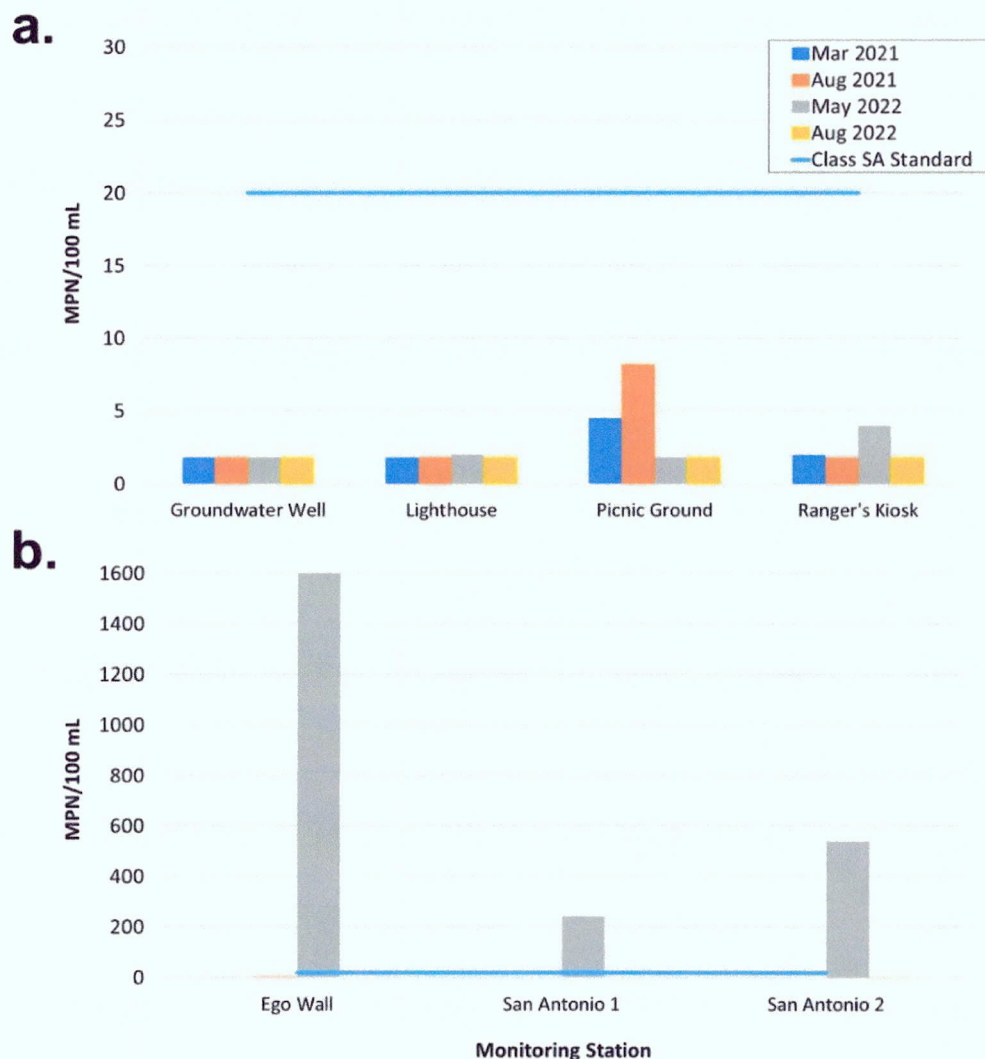 a.
30
25
20
15
10
5
0
MPN/100 mL
Mar 2021
Aug 2021
May 2022
Aug 2022
Class SA Standard
Groundwater Well
Lighthouse
Picnic Ground
Ranger's Kiosk
b.
1600
1400
1200
1000
800
600
400
200
0
MPN/100 mL
Ego Wall
San Antonio 1
San Antonio 2
Monitoring Station